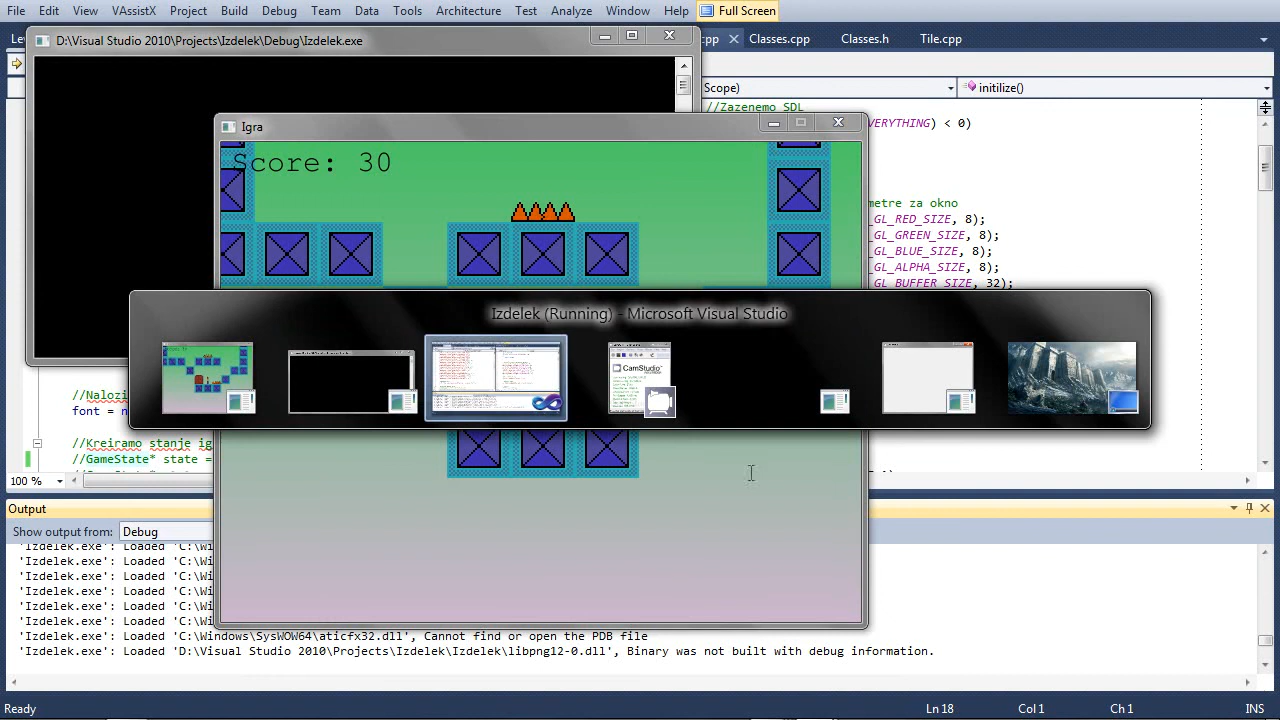 File Edit View VAssistX Project Build Debug Team Data Tools Architecture Test Analyze Window Help Full Screen
D:\Visual Studio 2010\Projects\Izdelek\Debug\Izdelek.exe
cpp Classes.cpp Classes.h Tile.cpp
Scope) initilize()
//Zazenemo SDL
VERYTHING) < 0)
Igra
Score: 30
metre za okno
_GL_RED_SIZE, 8);
_GL_GREEN_SIZE, 8);
_GL_BLUE_SIZE, 8);
_GL_ALPHA_SIZE, 8);
_GL_BUFFER_SIZE, 32);
Izdelek (Running) - Microsoft Visual Studio
CamStudio
//Nalozi
font = n
//Kreiramo stanje ig
//GameState* state =
100 %
Output
Show output from: Debug
'Izdelek.exe': Loaded 'C:\Wi
'Izdelek.exe': Loaded 'C:\Wi
'Izdelek.exe': Loaded 'C:\Wi
'Izdelek.exe': Loaded 'C:\Wi
'Izdelek.exe': Loaded 'C:\Wi
'Izdelek.exe': Loaded 'C:\Wi
'Izdelek.exe': Loaded 'C:\Windows\SysWOW64\aticfx32.dll', Cannot find or open the PDB file
'Izdelek.exe': Loaded 'D:\Visual Studio 2010\Projects\Izdelek\Izdelek\libpng12-0.dll', Binary was not built with debug information.
Ready Ln 18 Col 1 Ch 1 INS